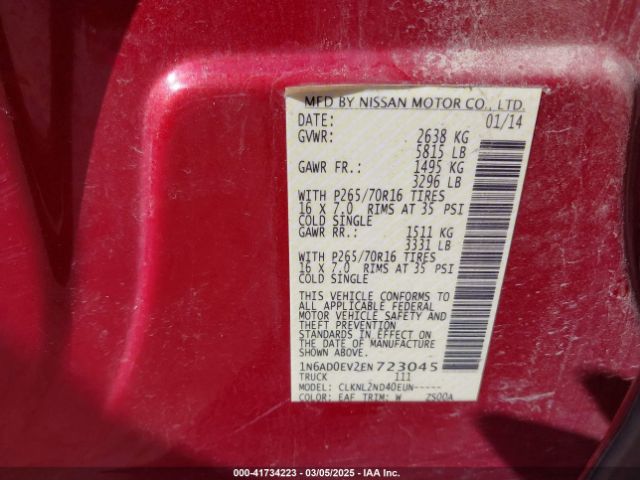 MFD BY NISSAN MOTOR CO., LTD.
DATE: 01/14
GVWR: 2638 KG
5815 LB
GAWR FR.: 1495 KG
3296 LB
WITH P265/70R16 TIRES
16 X 7.0 RIMS AT 35 PSI
COLD SINGLE
GAWR RR.: 1511 KG
3331 LB
WITH P265/70R16 TIRES
16 X 7.0 RIMS AT 35 PSI
COLD SINGLE
THIS VEHICLE CONFORMS TO
ALL APPLICABLE FEDERAL
MOTOR VEHICLE SAFETY AND
THEFT PREVENTION
STANDARDS IN EFFECT ON
THE DATE OF MANUFACTURE
SHOWN ABOVE.
1N6AD0EV2EN723045
TRUCK 111
MODEL: CLKNL2ND40EUN-----
COLOR: EAF TRIM: W ZS00A
000-41734223 — 03/05/2025 — IAA Inc.